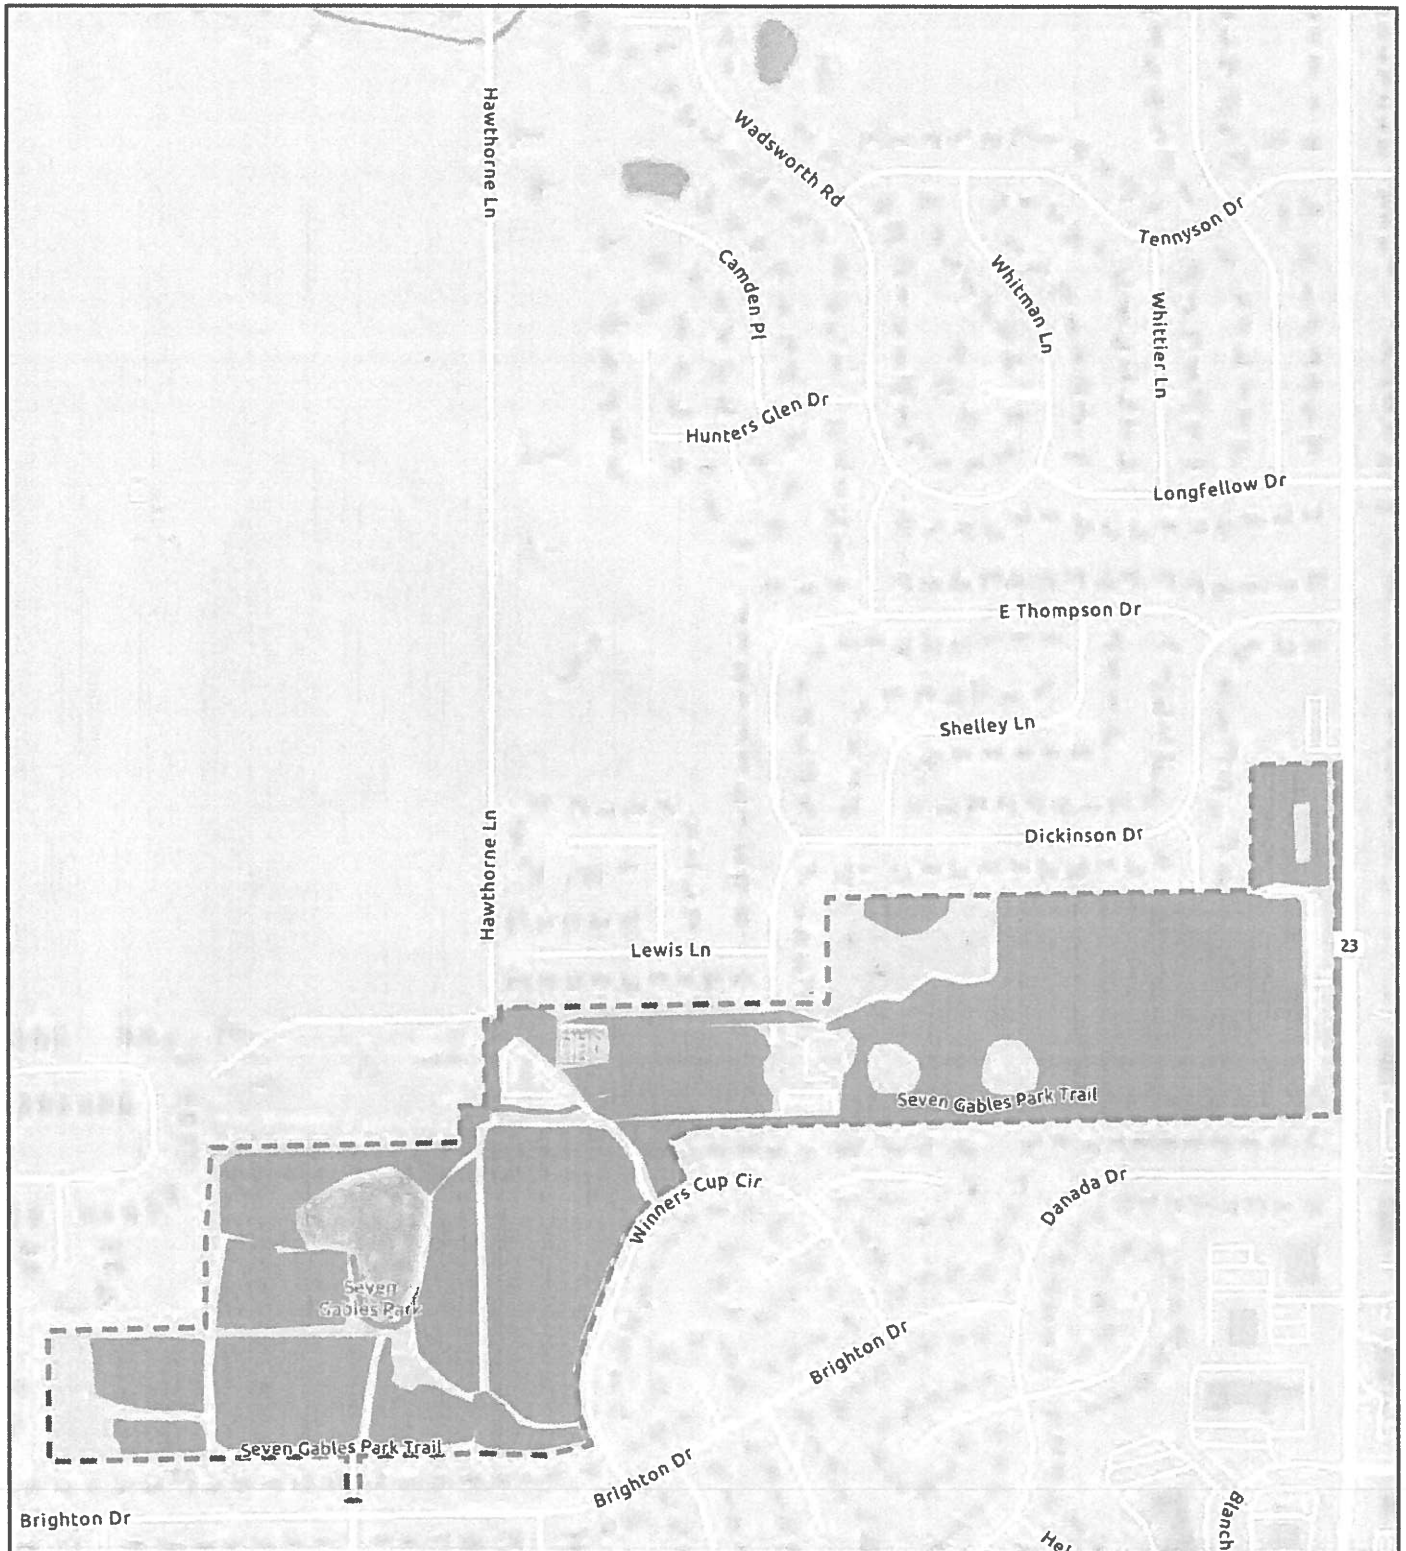 Hawthorne Ln
Wadsworth Rd
Tennyson Dr
Camden Pl
Whitman Ln
Whittier Ln
Hunters Glen Dr
Longfellow Dr
E Thompson Dr
Shelley Ln
Dickinson Dr
Hawthorne Ln
Lewis Ln
23
Seven Gables Park Trail
Winners Cup Cir
Danada Dr
Seven
Gables Park
Brighton Dr
Seven Gables Park Trail
Brighton Dr
Brighton Dr
Blanch
Hel